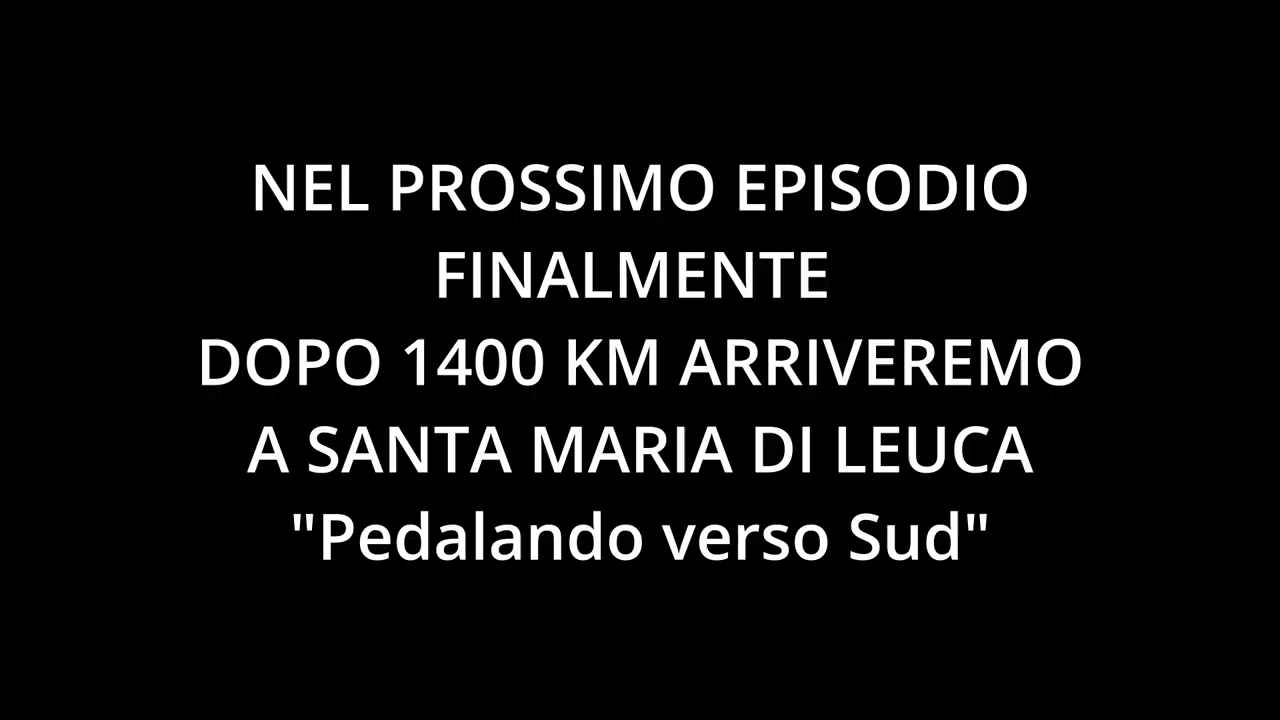 NEL PROSSIMO EPISODIO
FINALMENTE
DOPO 1400 KM ARRIVEREMO
A SANTA MARIA DI LEUCA
"Pedalando verso Sud"